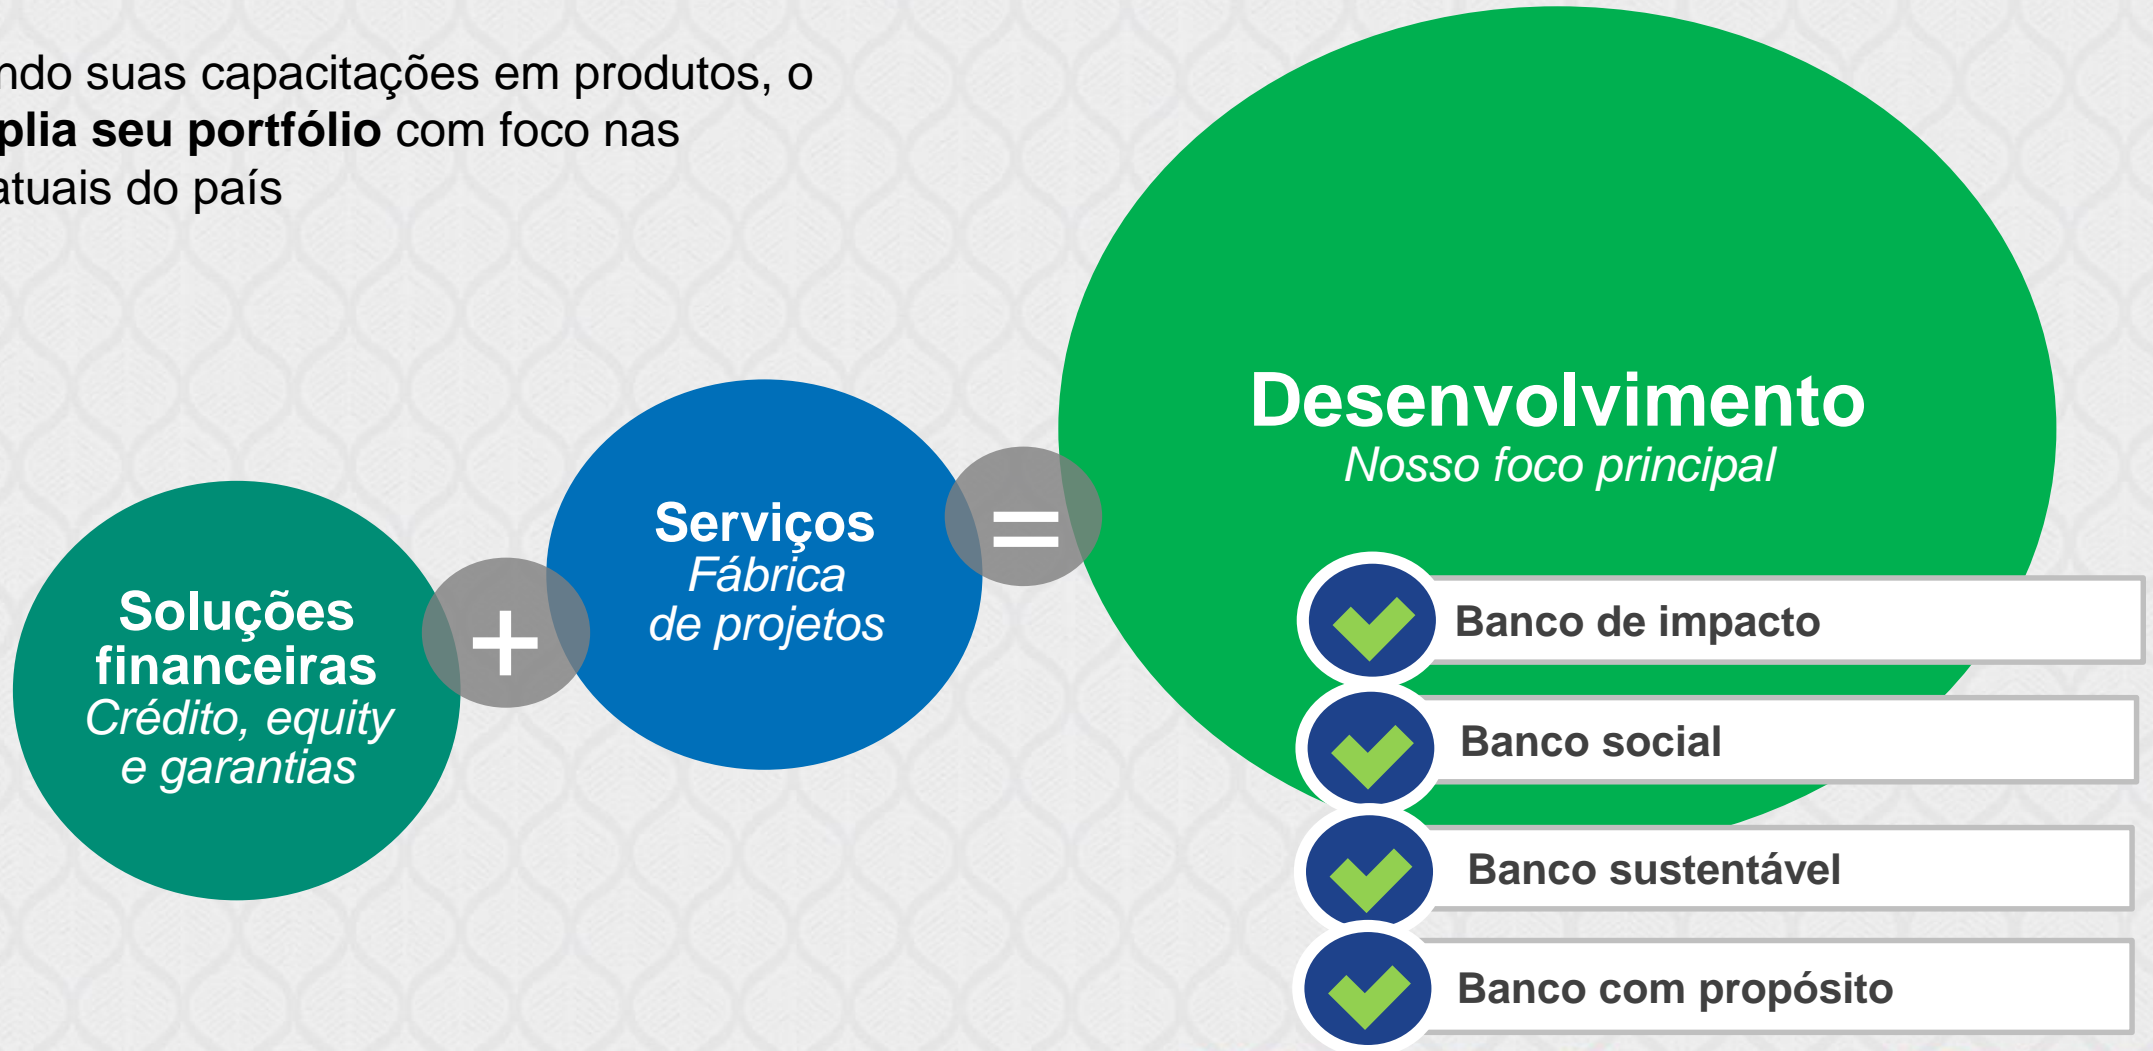 ndo suas capacitações em produtos, o
plia seu portfólio com foco nas
atuais do país
Desenvolvimento
Nosso foco principal
Serviços
Fábrica
de projetos
=
Soluções
financeiras
Crédito, equity
e garantias
+
Banco de impacto
Banco social
Banco sustentável
Banco com propósito